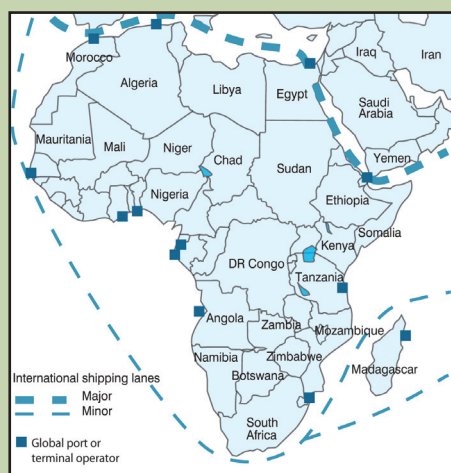 Morocco
Algeria
Libya
Egypt
Iraq
Iran
Saudi
Arabia
Yemen
Mauritania
Mali
Niger
Chad
Sudan
Nigeria
Ethiopia
Somalia
Kenya
DR Congo
Tanzania
Angola
Zambia
Mozambique
Namibia
Zimbabwe
Botswana
Madagascar
South
Africa
International shipping lanes
Major
Minor
Global port or
terminal operator